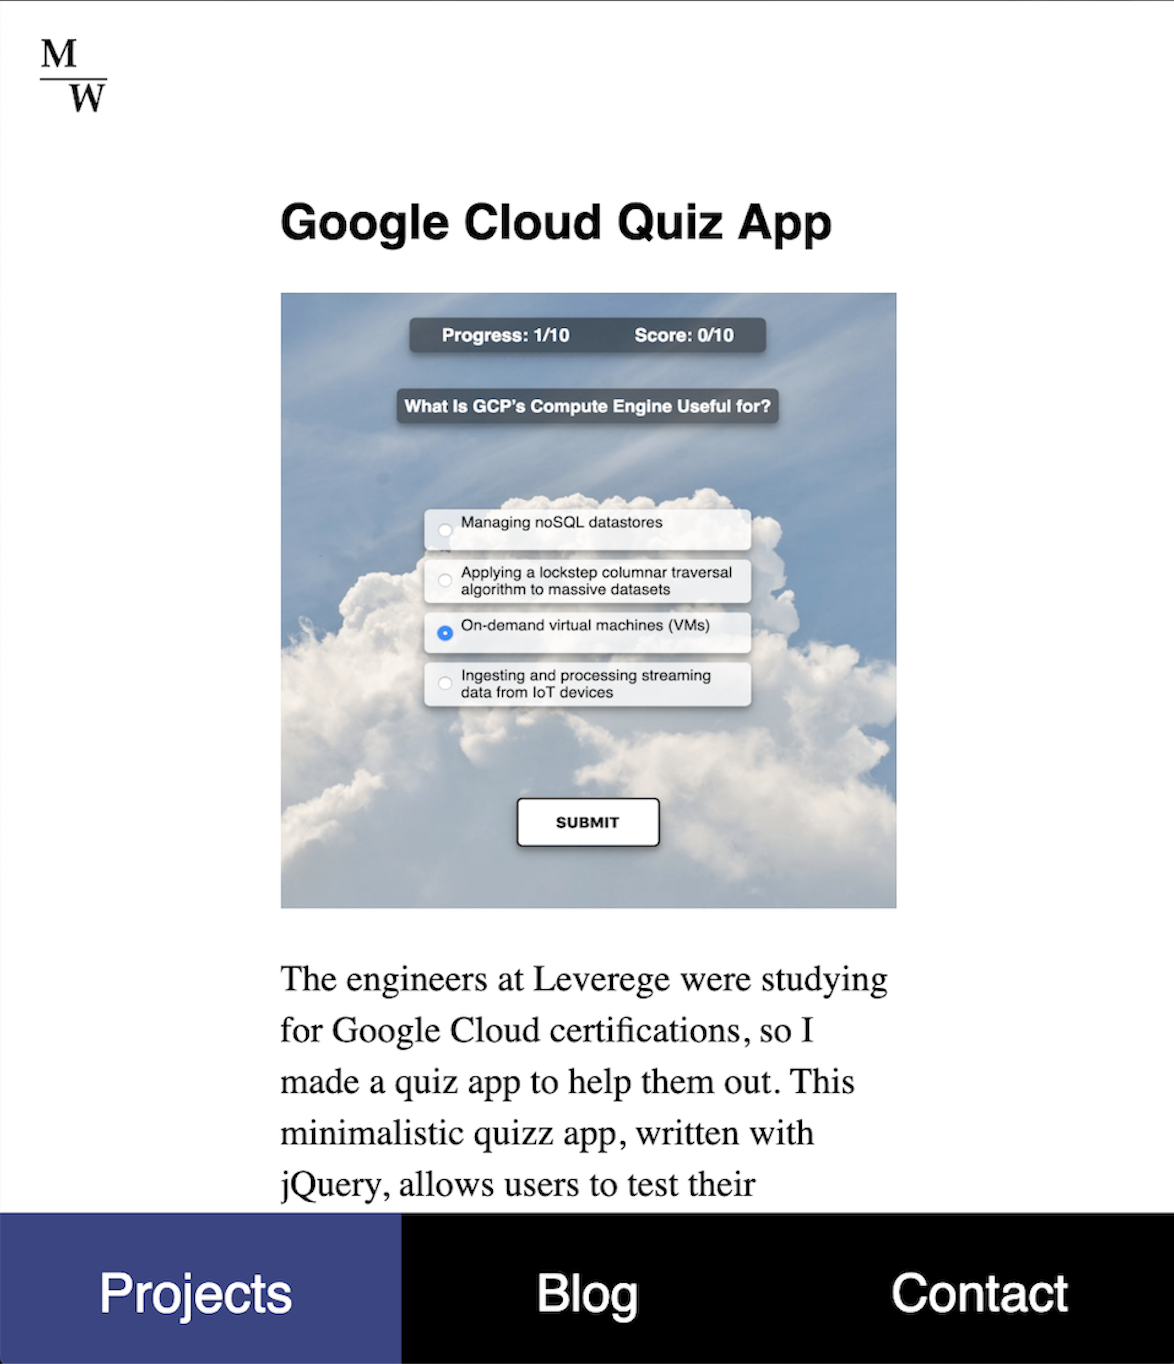 M
W
Google Cloud Quiz App
Progress: 1/10 Score: 0/10
What Is GCP's Compute Engine Useful for?
Managing noSQL datastores
Applying a lockstep columnar traversal
algorithm to massive datasets
On-demand virtual machines (VMs)
Ingesting and processing streaming
data from IoT devices
SUBMIT
The engineers at Leverege were studying
for Google Cloud certifications, so I
made a quiz app to help them out. This
minimalistic quizz app, written with
jQuery, allows users to test their
Projects Blog Contact